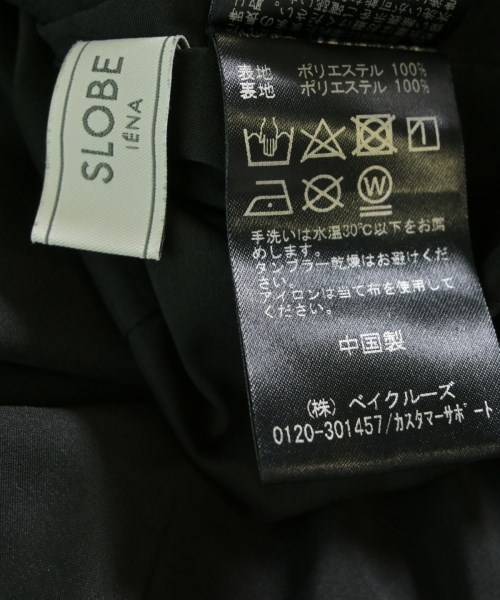 SLOBE
IÉNA
表地 ポリエステル 100%
裏地 ポリエステル 100%
手洗いは水温30℃以下をお勧
めします。
タンブラー乾燥はお避けくだ
さい。
アイロンは当て布を使用して
ください。
中国製
(株) ベイクルーズ
0120-301457/カスタマーサポート